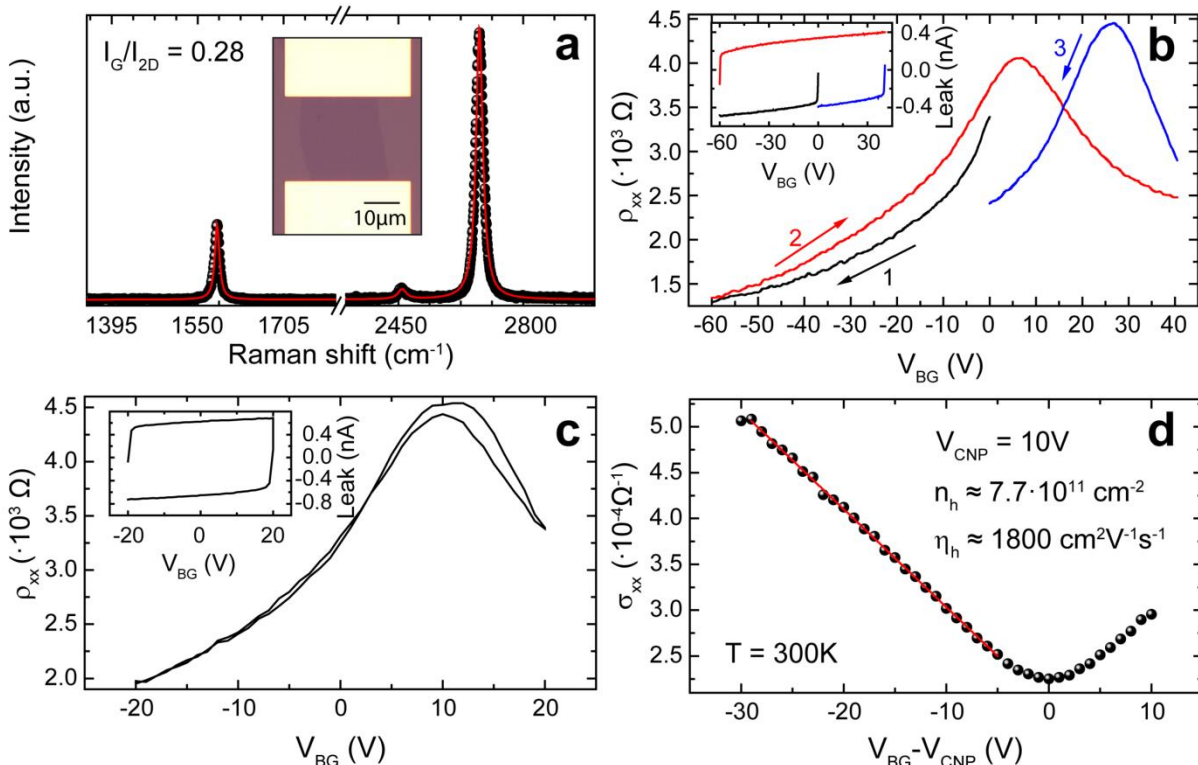 a
I_G/I_2D = 0.28
10µm
Intensity (a.u.)
1395 1550 1705 2450 2800
Raman shift (cm⁻¹)
b
4.5
4.0
3.5
3.0
2.5
2.0
1.5
ρ_xx (·10³ Ω)
-60 -50 -40 -30 -20 -10 0 10 20 30 40
V_BG (V)
1
2
3
0.4
0.0
-0.4
Leak (nA)
-60 -30 0 30
V_BG (V)
c
4.5
4.0
3.5
3.0
2.5
2.0
ρ_xx (·10³ Ω)
-20 -10 0 10 20
V_BG (V)
0.4
0.0
-0.4
-0.8
Leak (nA)
-20 0 20
V_BG (V)
d
V_CNP = 10V
n_h ≈ 7.7·10¹¹ cm⁻²
η_h ≈ 1800 cm²V⁻¹s⁻¹
T = 300K
5.0
4.5
4.0
3.5
3.0
2.5
σ_xx (·10⁻⁴Ω⁻¹)
-30 -20 -10 0 10
V_BG-V_CNP (V)